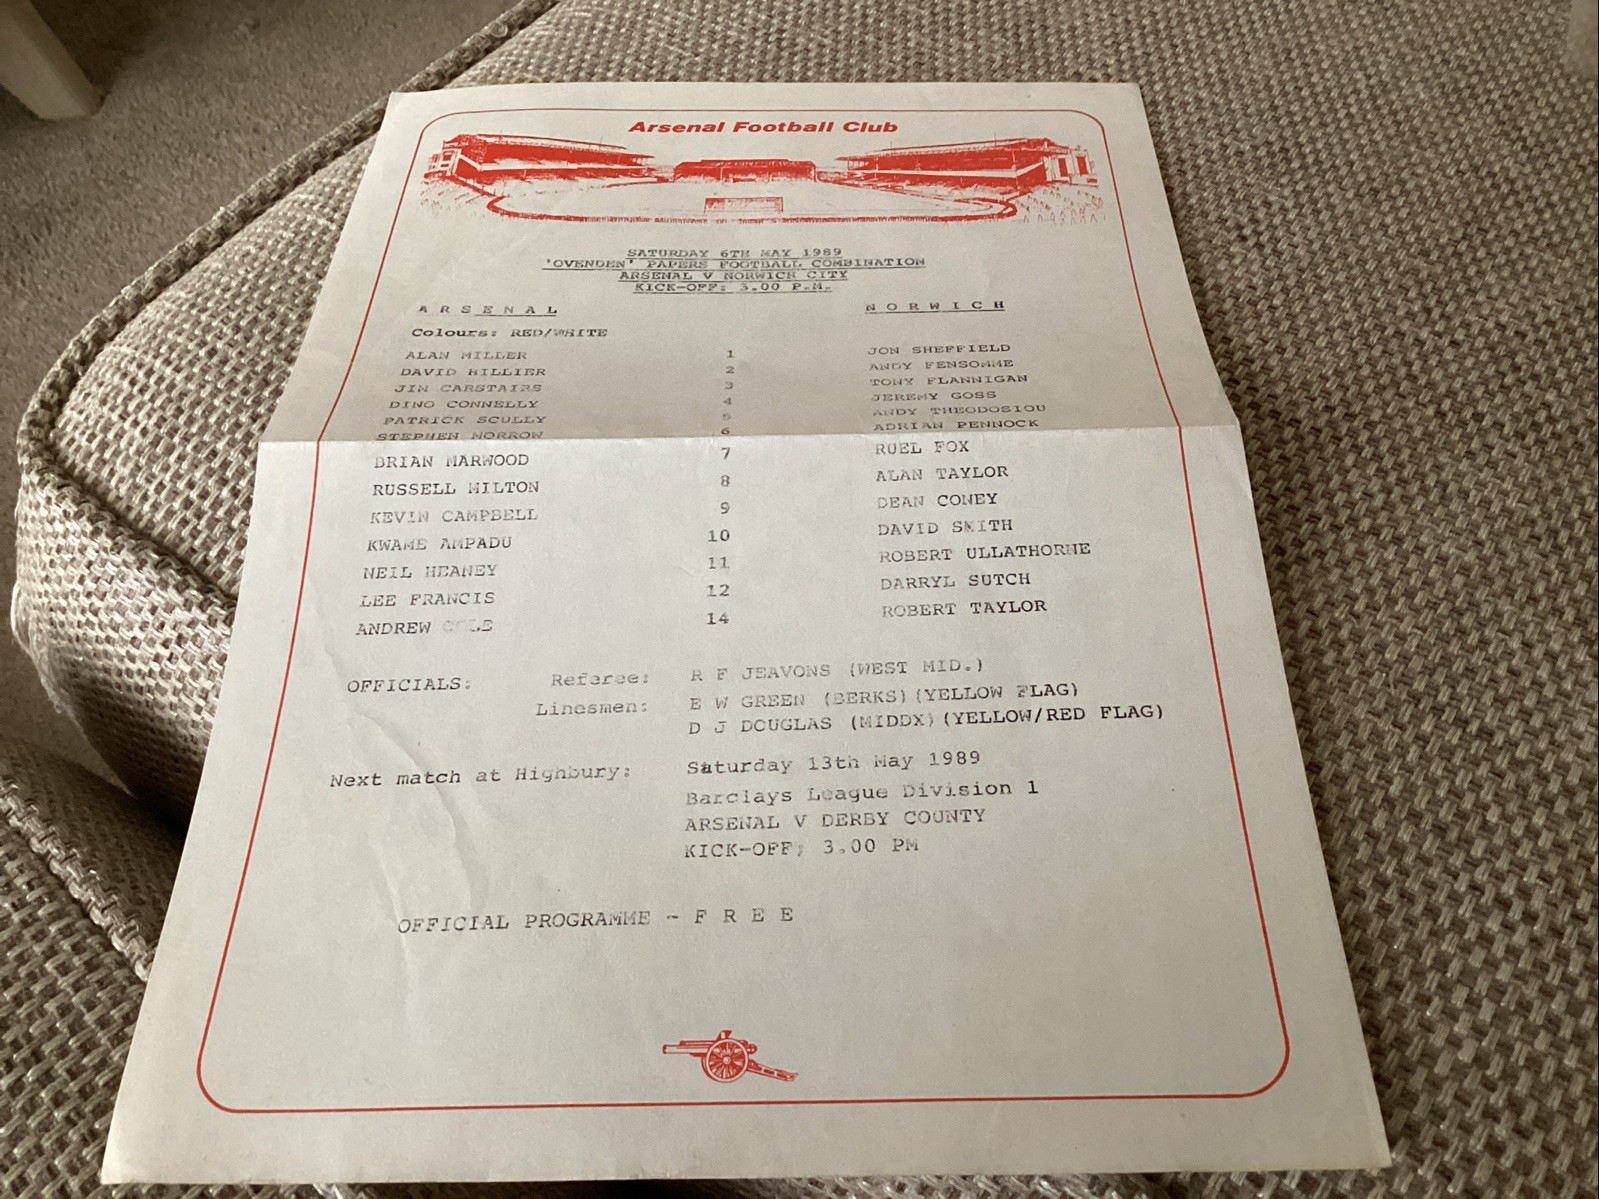 Arsenal Football Club
SATURDAY 6TH MAY 1989
'OVENDEN' PAPERS FOOTBALL COMBINATION
ARSENAL V NORWICH CITY
KICK-OFF: 3.00 P.M.
A R S E N A L N O R W I C H
Colours: RED/WHITE
ALAN MILLER 1 JON SHEFFIELD
DAVID HILLIER 2 ANDY FENSOMME
JIM CARSTAIRS 3 TONY FLANNIGAN
DINO CONNELLY 4 JEREMY GOSS
PATRICK SCULLY 5 ANDY THEODOSIOU
STEPHEN MORROW 6 ADRIAN PENNOCK
BRIAN MARWOOD 7 RUEL FOX
RUSSELL MILTON 8 ALAN TAYLOR
KEVIN CAMPBELL 9 DEAN CONEY
KWAME AMPADU 10 DAVID SMITH
NEIL HEANEY 11 ROBERT ULLATHORNE
LEE FRANCIS 12 DARRYL SUTCH
ANDREW COLE 14 ROBERT TAYLOR
OFFICIALS: Referee: R F JEAVONS (WEST MID.)
Linesmen: E W GREEN (BERKS) (YELLOW FLAG)
D J DOUGLAS (MIDDX) (YELLOW/RED FLAG)
Next match at Highbury: Saturday 13th May 1989
Barclays League Division 1
ARSENAL V DERBY COUNTY
KICK-OFF; 3.00 PM
OFFICIAL PROGRAMME - F R E E